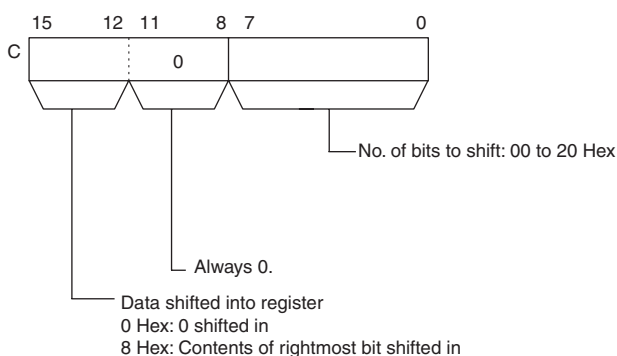 15 12 11 8 7 0
C
0
No. of bits to shift: 00 to 20 Hex
Always 0.
Data shifted into register
0 Hex: 0 shifted in
8 Hex: Contents of rightmost bit shifted in